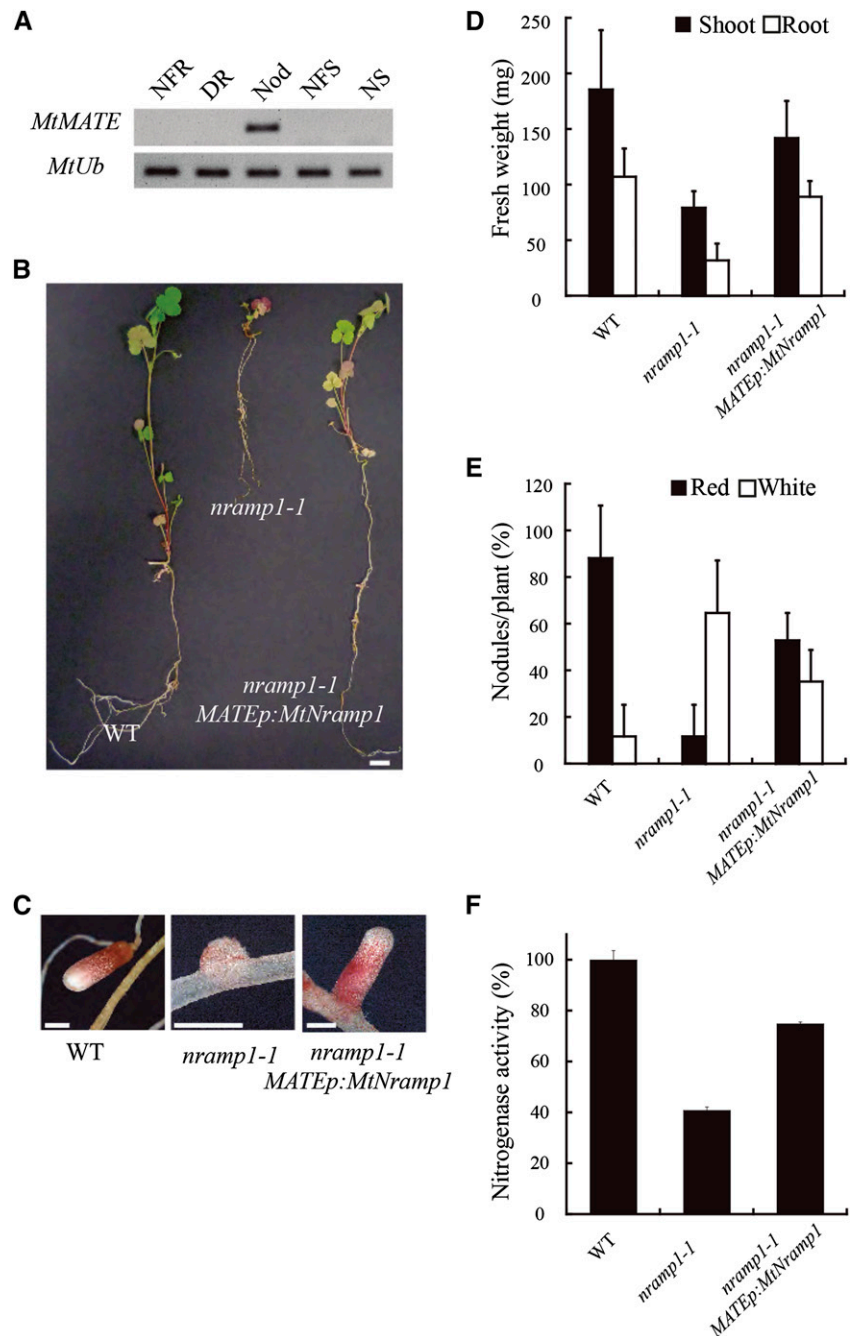 A
NFR DR Nod NFS NS
MtMATE
MtUb
B
nramp1-1
nramp1-1
MATEp:MtNramp1
WT
C
WT
nramp1-1
nramp1-1
MATEp:MtNramp1
D
Shoot Root
Fresh weight (mg)
250
200
150
100
50
0
WT
nramp1-1
nramp1-1
MATEp:MtNramp1
E
Red White
Nodules/plant (%)
120
100
80
60
40
20
0
WT
nramp1-1
nramp1-1
MATEp:MtNramp1
F
Nitrogenase activity (%)
100
80
60
40
20
0
WT
nramp1-1
nramp1-1
MATEp:MtNramp1